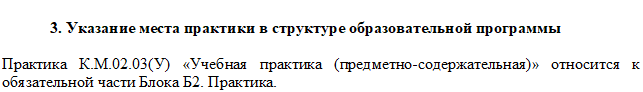 3. Указание места практики в структуре образовательной программы
Практика К.М.02.03(У) «Учебная практика (предметно-содержательная)» относится к
обязательной части Блока Б2. Практика.